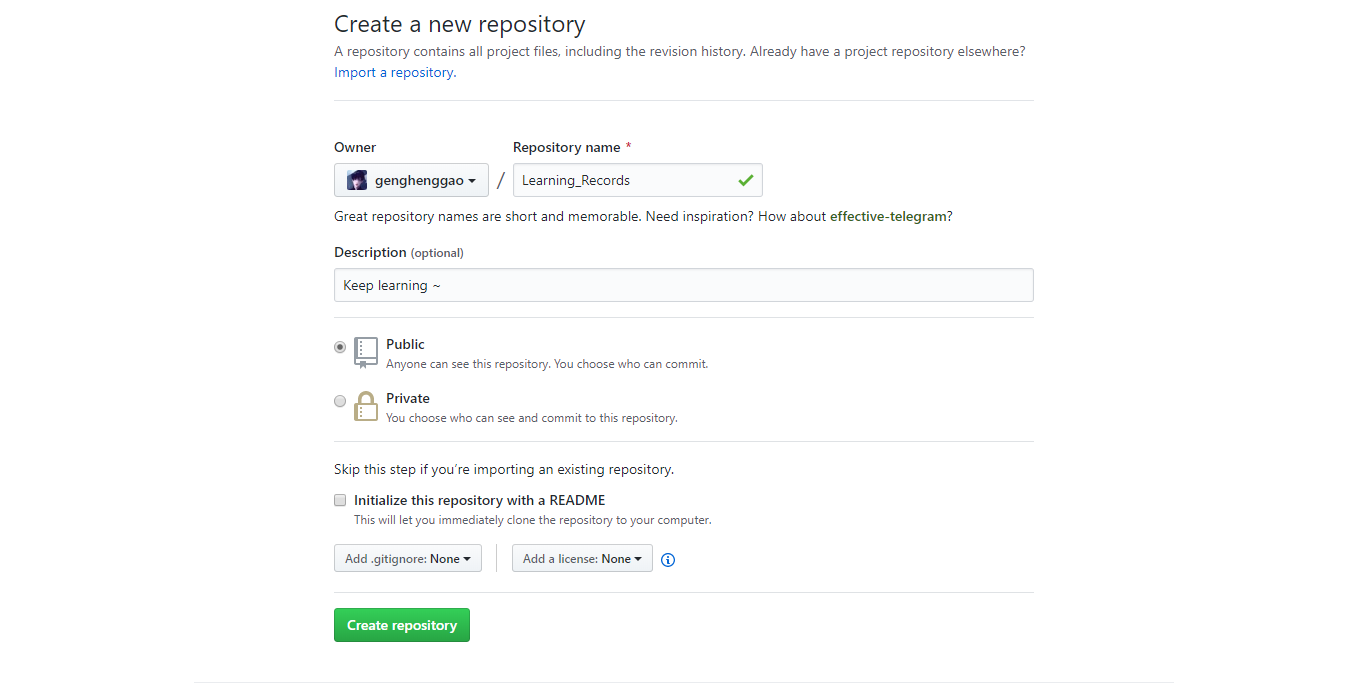 Create a new repository
A repository contains all project files, including the revision history. Already have a project repository elsewhere?
Import a repository.
Owner
Repository name *
genghenggao
/
Learning_Records
Great repository names are short and memorable. Need inspiration? How about effective-telegram?
Description (optional)
Keep learning ~
Public
Anyone can see this repository. You choose who can commit.
Private
You choose who can see and commit to this repository.
Skip this step if you’re importing an existing repository.
Initialize this repository with a README
This will let you immediately clone the repository to your computer.
Add .gitignore: None
Add a license: None
Create repository